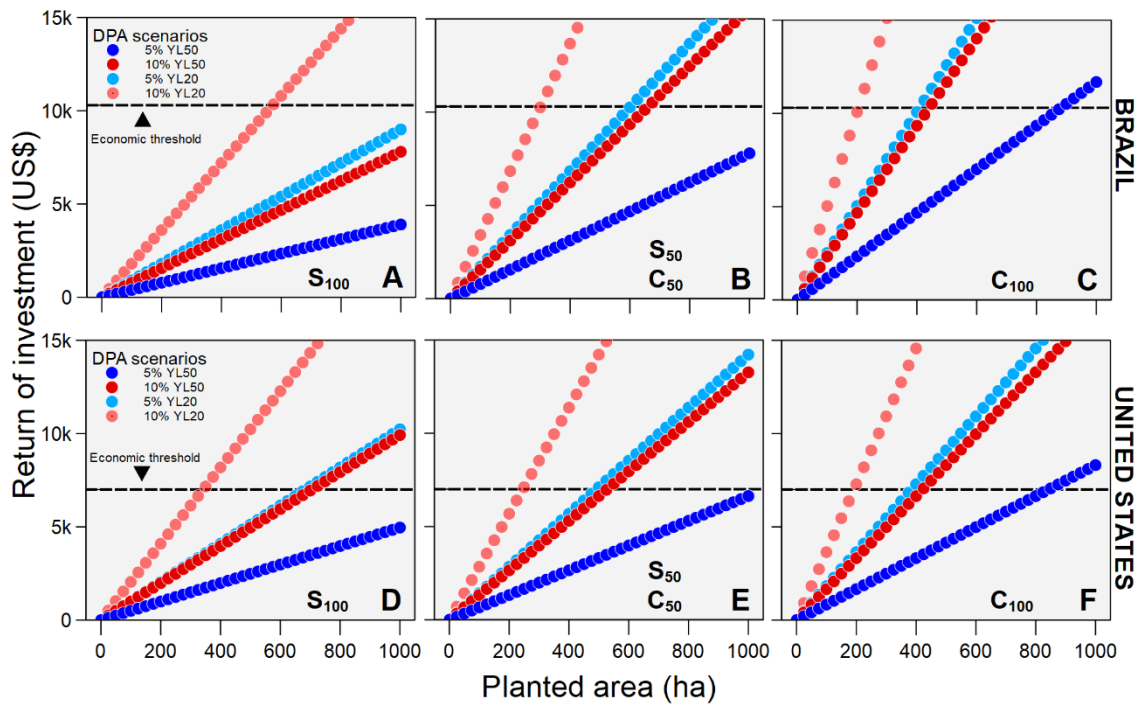 Return of investment (US$)
15k
10k
5k
0
DPA scenarios
5% YL50
10% YL50
5% YL20
10% YL20
Economic threshold
S100
A
S50
C50
B
C100
C
BRAZIL
15k
10k
5k
0
DPA scenarios
5% YL50
10% YL50
5% YL20
10% YL20
Economic threshold
S100
D
S50
C50
E
C100
F
UNITED STATES
0 200 400 600 800 1000
0 200 400 600 800 1000
0 200 400 600 800 1000
Planted area (ha)